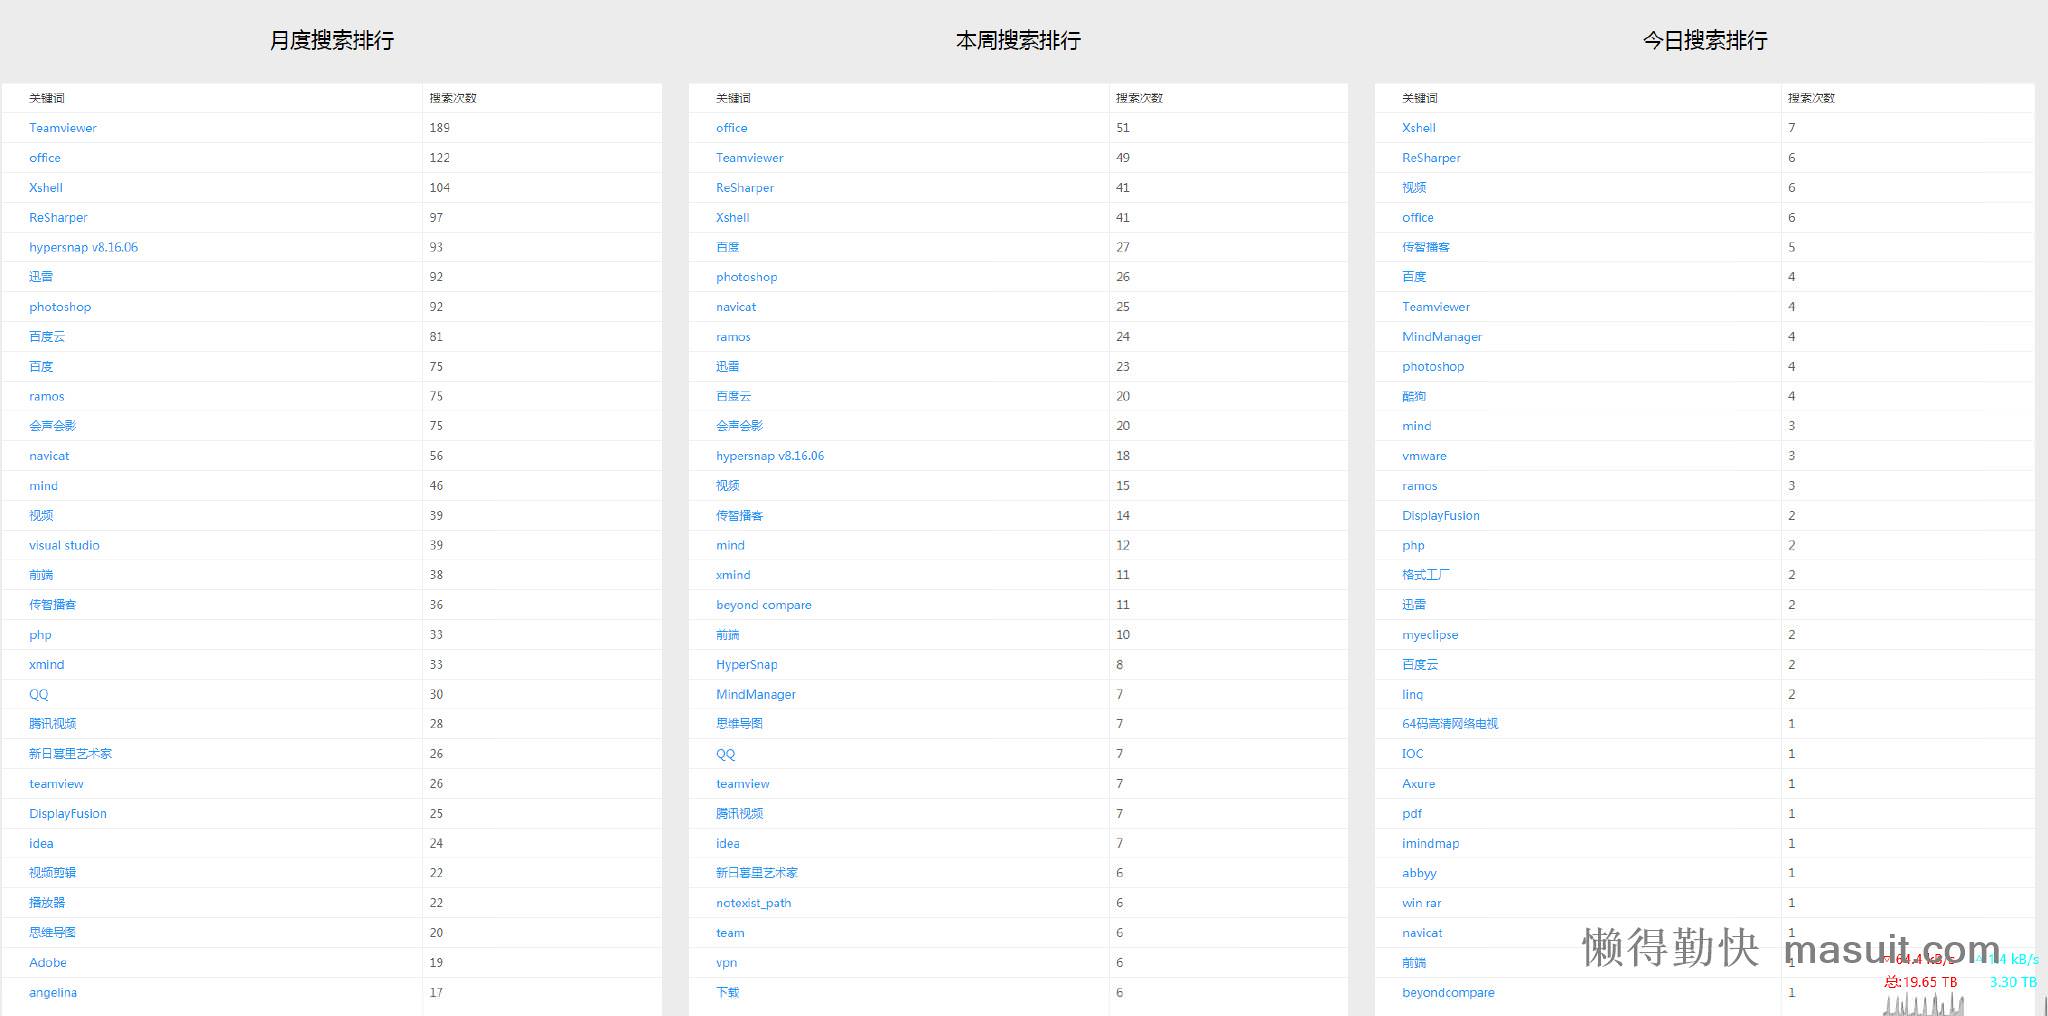 月度搜索排行
关键词 搜索次数
Teamviewer 189
office 122
Xshell 104
ReSharper 97
hypersnap v8.16.06 93
迅雷 92
photoshop 92
百度云 81
百度 75
ramos 75
会声会影 75
navicat 56
mind 46
视频 39
visual studio 39
前端 38
传智播客 36
php 33
xmind 33
QQ 30
腾讯视频 28
新日暮里艺术家 26
teamview 26
DisplayFusion 25
idea 24
视频剪辑 22
播放器 22
思维导图 20
Adobe 19
angelina 17
本周搜索排行
关键词 搜索次数
office 51
Teamviewer 49
ReSharper 41
Xshell 41
百度 27
photoshop 26
navicat 25
ramos 24
迅雷 23
百度云 20
会声会影 20
hypersnap v8.16.06 18
视频 15
传智播客 14
mind 12
xmind 11
beyond compare 11
前端 10
HyperSnap 8
MindManager 7
思维导图 7
QQ 7
teamview 7
腾讯视频 7
idea 7
新日暮里艺术家 6
notexist_path 6
team 6
vpn 6
下载 6
今日搜索排行
关键词 搜索次数
Xshell 7
ReSharper 6
视频 6
office 6
传智播客 5
百度 4
Teamviewer 4
MindManager 4
photoshop 4
酷狗 4
mind 3
vmware 3
ramos 3
DisplayFusion 2
php 2
格式工厂 2
迅雷 2
myeclipse 2
百度云 2
linq 2
64码高清网络电视 1
IOC 1
Axure 1
pdf 1
imindmap 1
abbyy 1
win rar 1
navicat 1
前端 1
beyondcompare 1
懒得勤快 masuit.com
64.4 kB/s 1.4 kB/s
总:19.65 TB 3.30 TB